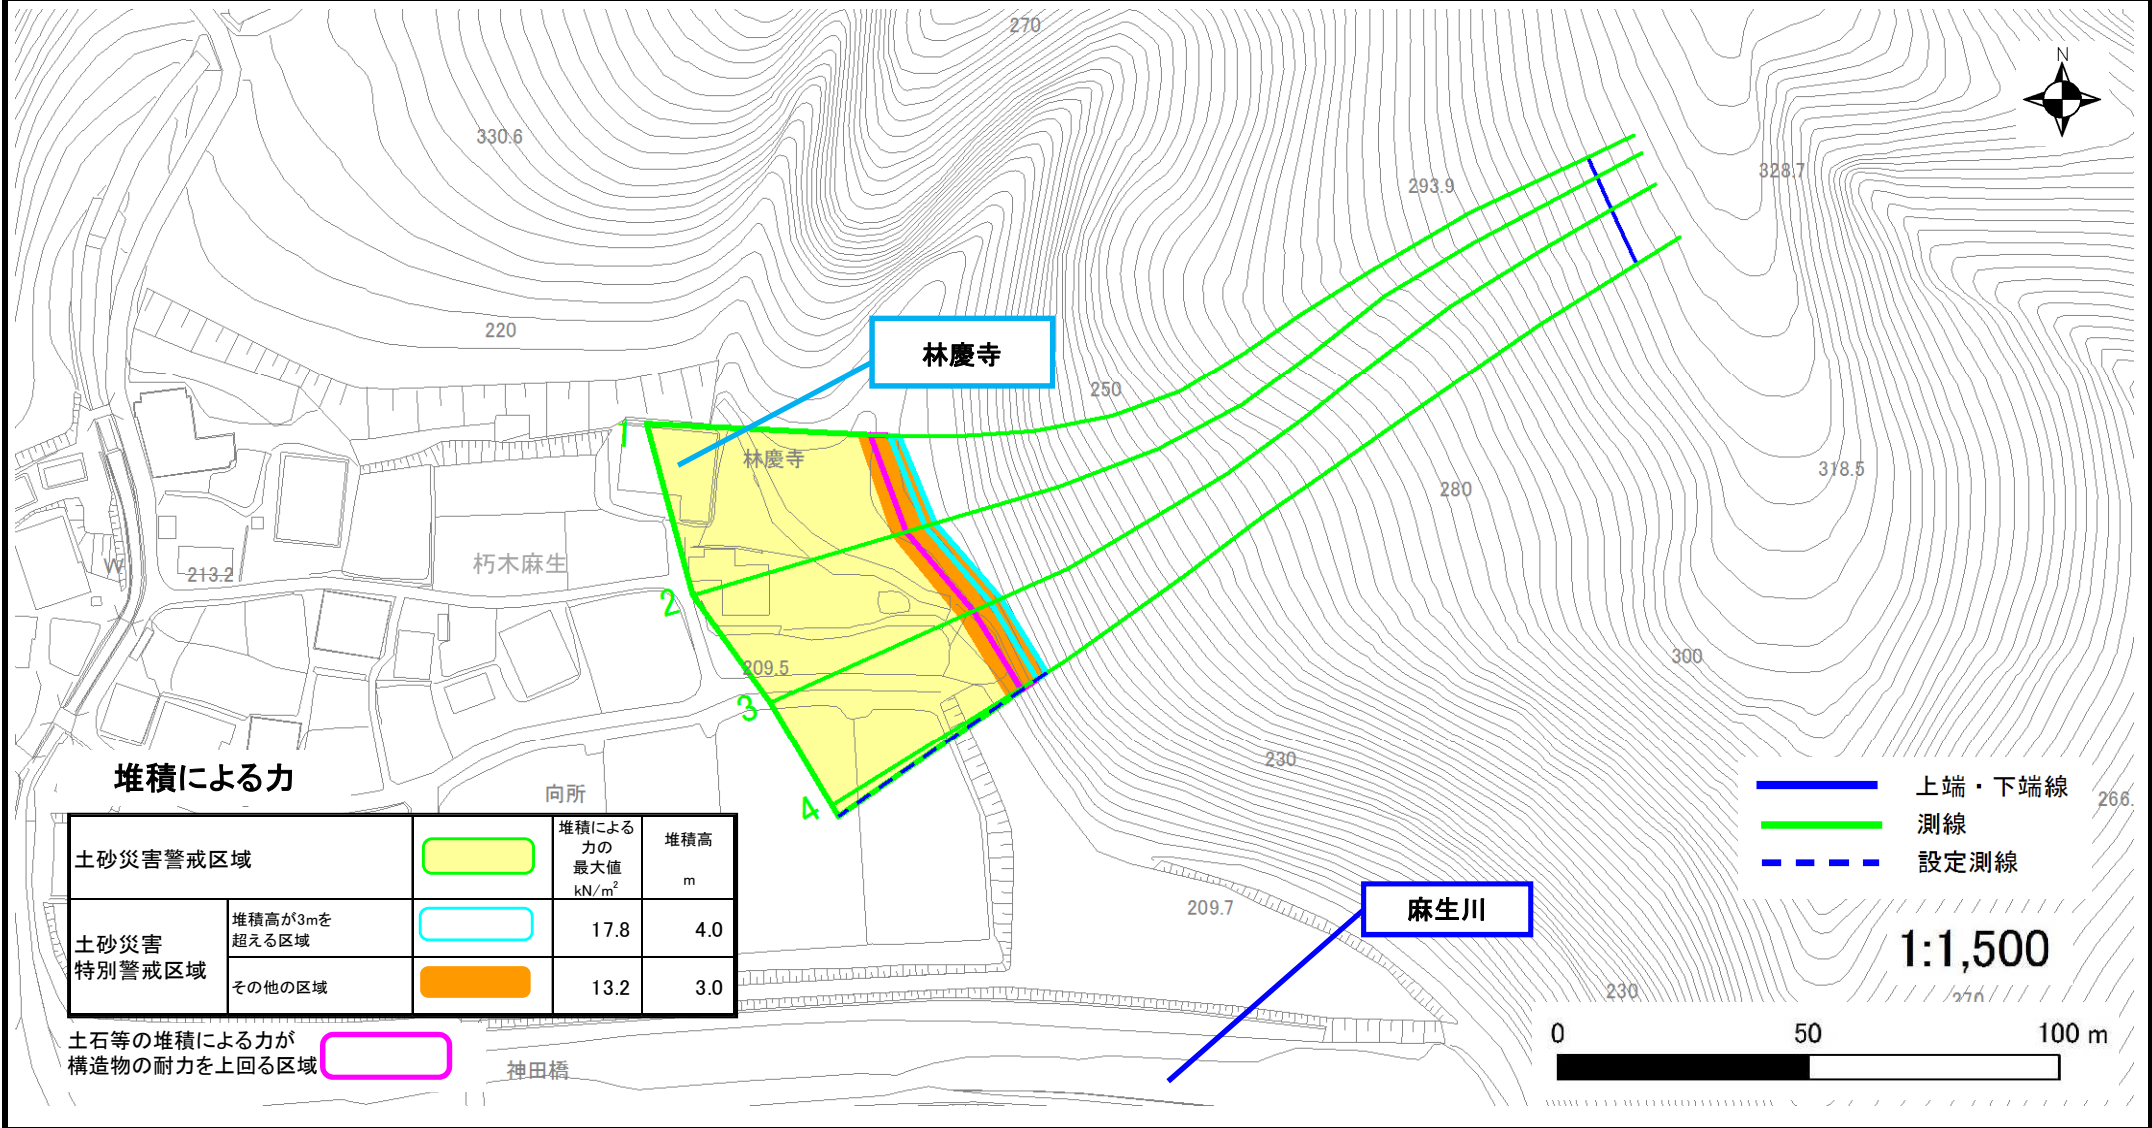 270
N
330.6
328.7
293.9
220
林慶寺
250
1
林慶寺
318.5
280
朽木麻生
W
213.2
2
209.5
300
3
230
堆積による力
向所
4
上端・下端線
測線
設定測線
266.
堆積による
力の
最大値
kN/m²
堆積高
m
土砂災害警戒区域
土砂災害
特別警戒区域
堆積高が3mを
超える区域
17.8
4.0
その他の区域
13.2
3.0
209.7
麻生川
1:1,500
230
270
土石等の堆積による力が
構造物の耐力を上回る区域
神田橋
0
50
100 m